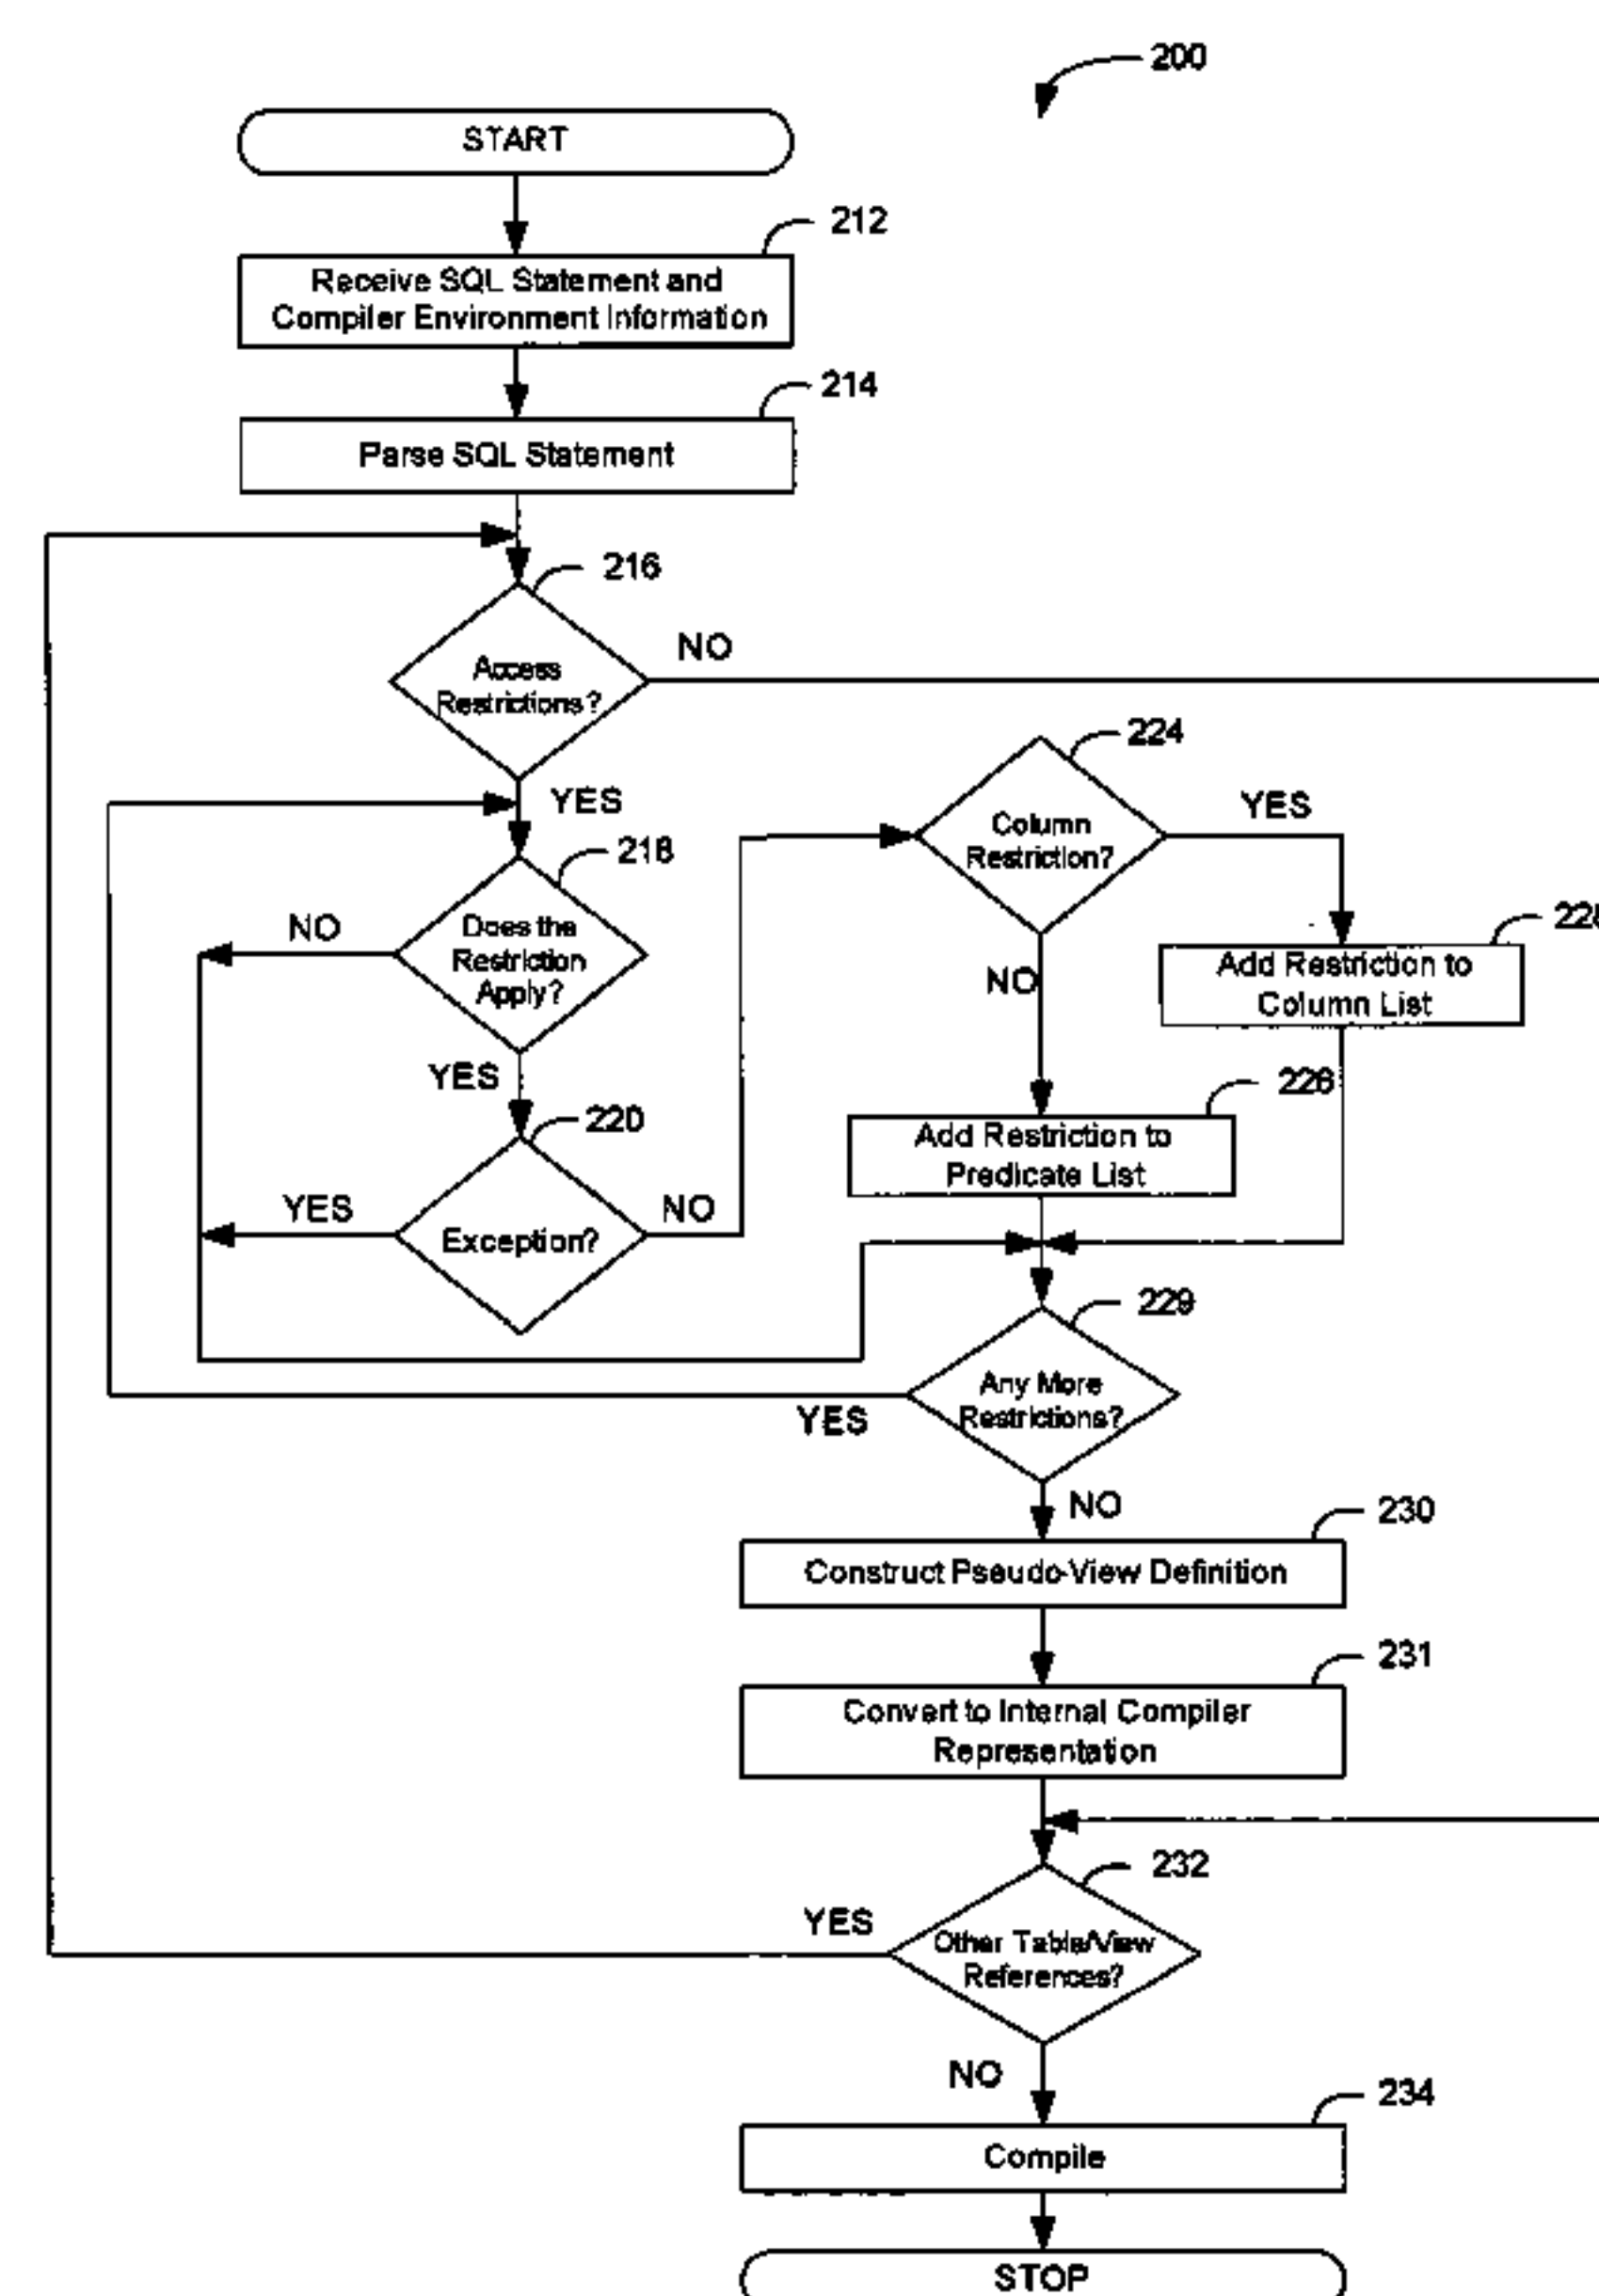 200
START
212
Receive SQL Statement and
Compiler Environment Information
214
Parse SQL Statement
216
Access
Restrictions?
NO
YES
218
Does the
Restriction
Apply?
NO
YES
220
Exception?
YES
NO
224
Column
Restriction?
YES
NO
Add Restriction to
Column List
226
Add Restriction to
Predicate List
229
Any More
Restrictions?
YES
NO
230
Construct Pseudo-View Definition
231
Convert to Internal Compiler
Representation
232
Other Table/View
References?
YES
NO
234
Compile
STOP